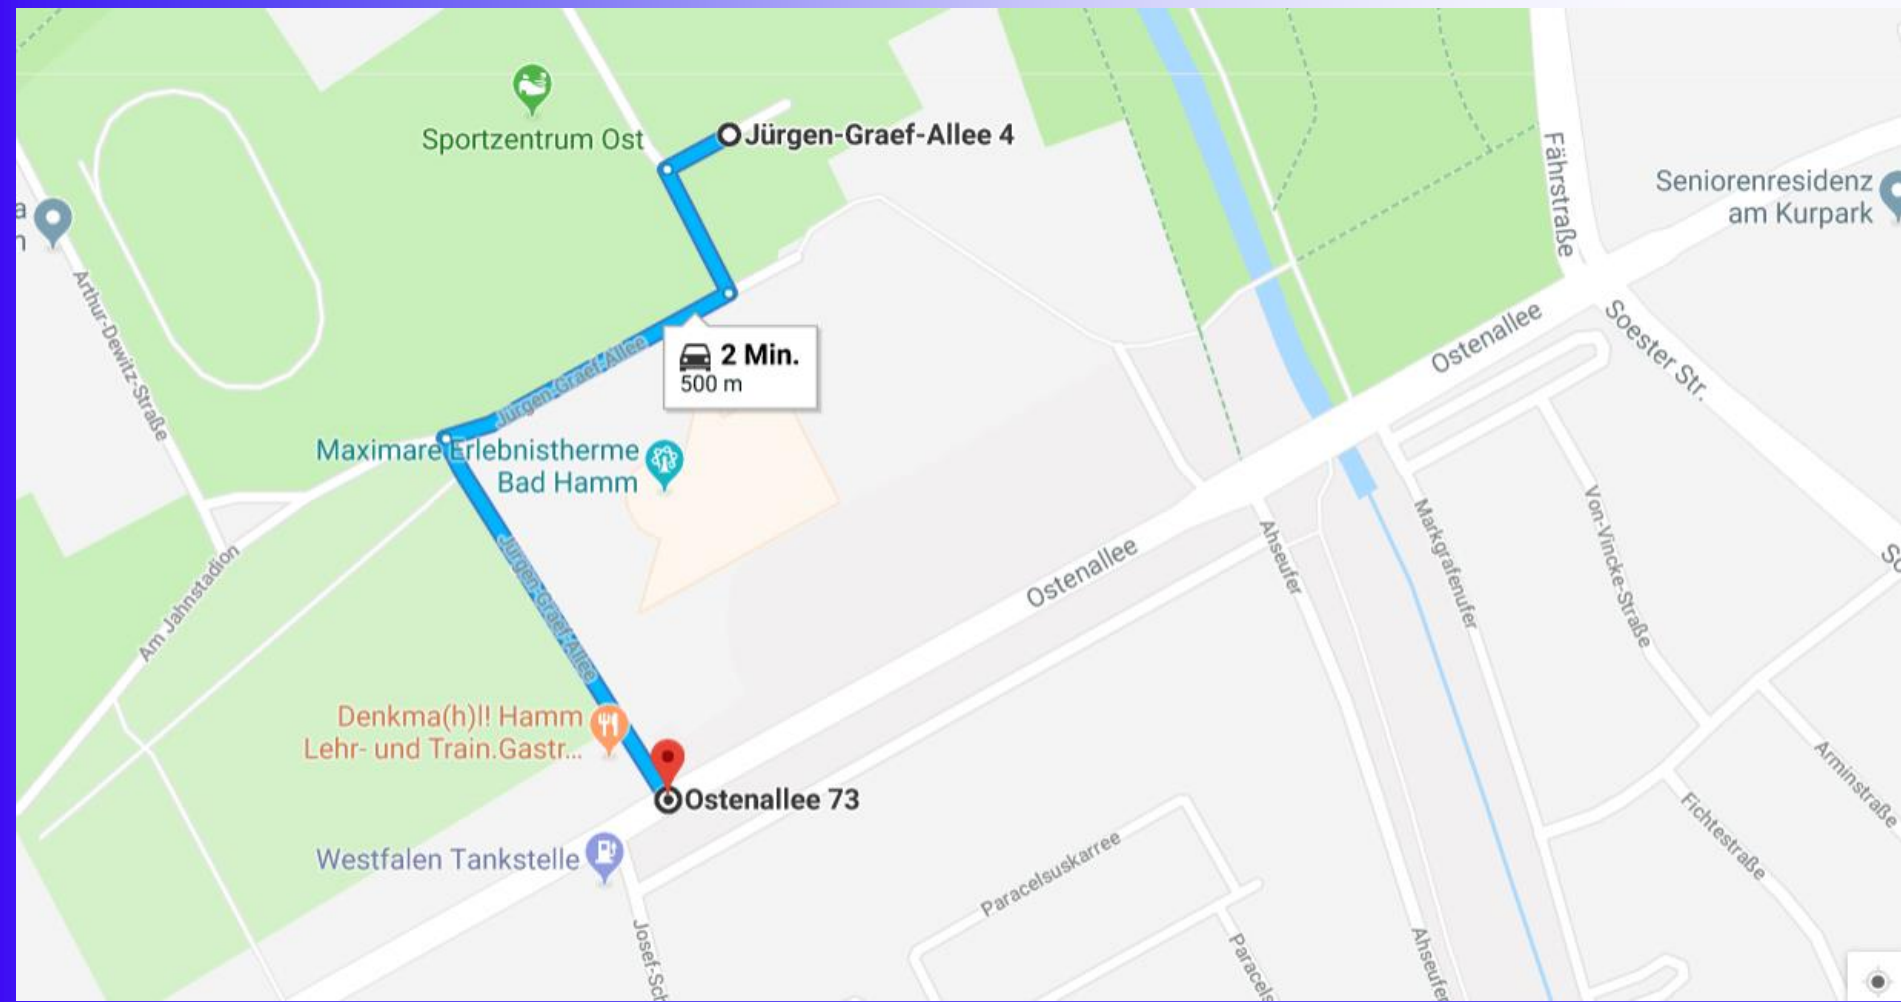 Sportzentrum Ost
Jürgen-Graef-Allee 4
Fährstraße
Seniorenresidenz
am Kurpark
Arthur-Dewitz-Straße
Jürgen-Graef-Allee
2 Min.
500 m
Ostenallee
Soester Str.
Maximare Erlebnistherme
Bad Hamm
Am Jahnstadion
Jürgen-Graef-Allee
Ostenallee
Ahseufer
Markgrafenufer
Von-Vincke-Straße
Denkma(h)l! Hamm
Lehr- und Train.Gastr...
Ostenallee 73
Westfalen Tankstelle
Paracelsuskarree
Arminstraße
Fichtestraße
Ahseufer